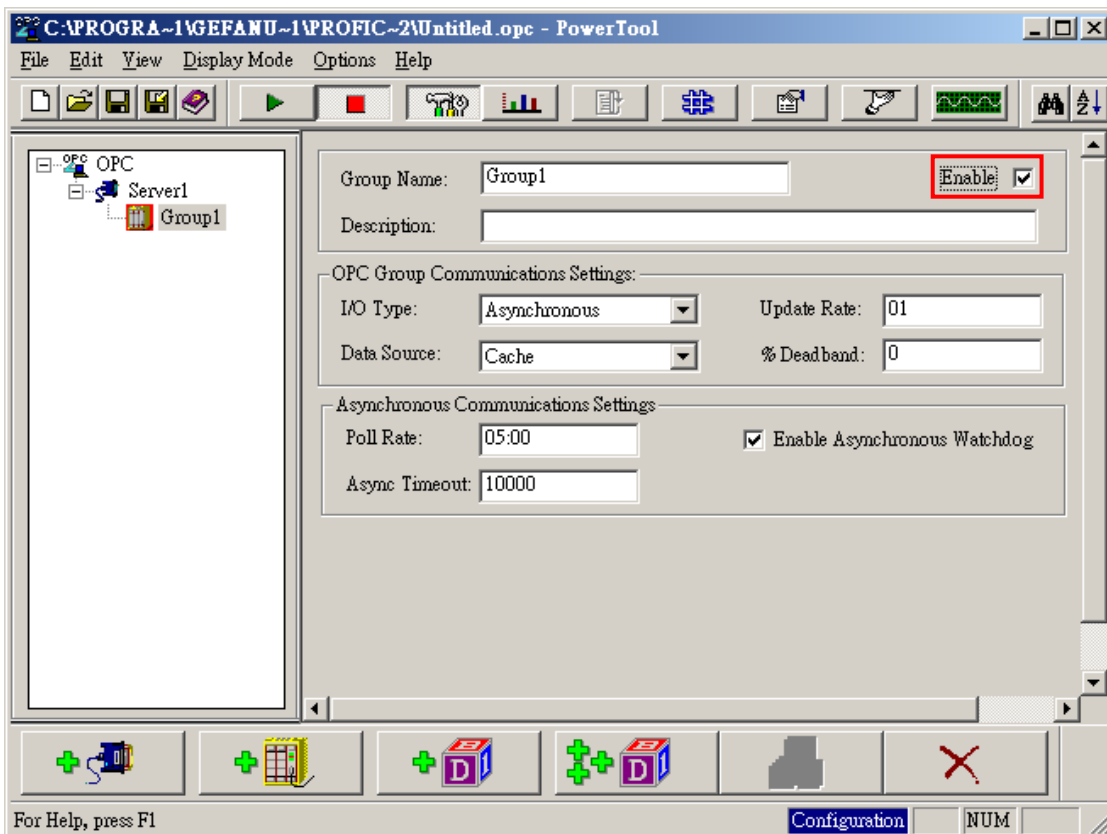 C:\PROGRA~1\GEFANU~1\PROFIC~2\Untitled.opc - PowerTool
File Edit View Display Mode Options Help
OPC
Server1
Group1
Group Name: Group1 Enable
Description:
OPC Group Communications Settings:
I/O Type: Asynchronous Update Rate: 01
Data Source: Cache % Deadband: 0
Asynchronous Communications Settings
Poll Rate: 05:00 Enable Asynchronous Watchdog
Async Timeout: 10000
For Help, press F1 Configuration NUM